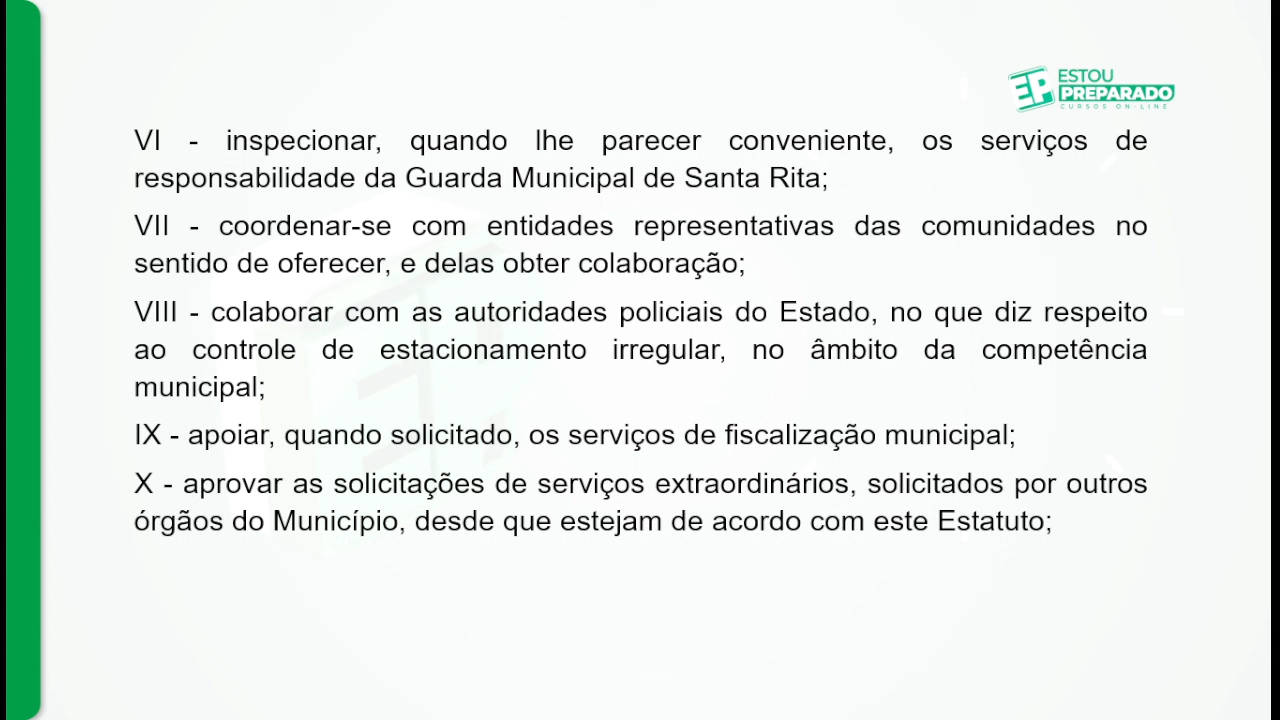 ESTOU
PREPARADO
CURSOS ON-LINE
VI - inspecionar, quando lhe parecer conveniente, os serviços de
responsabilidade da Guarda Municipal de Santa Rita;
VII - coordenar-se com entidades representativas das comunidades no
sentido de oferecer, e delas obter colaboração;
VIII - colaborar com as autoridades policiais do Estado, no que diz respeito
ao controle de estacionamento irregular, no âmbito da competência
municipal;
IX - apoiar, quando solicitado, os serviços de fiscalização municipal;
X - aprovar as solicitações de serviços extraordinários, solicitados por outros
órgãos do Município, desde que estejam de acordo com este Estatuto;